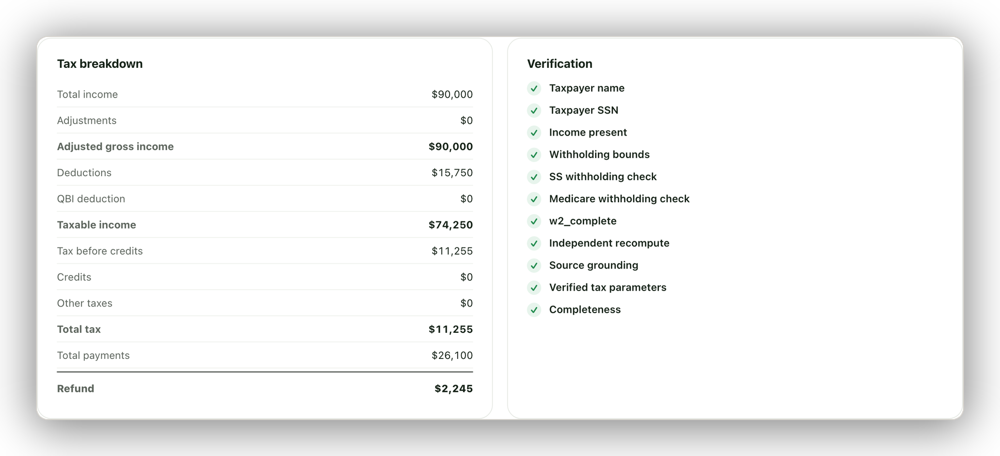 Tax breakdown
Total income $90,000
Adjustments $0
Adjusted gross income $90,000
Deductions $15,750
QBI deduction $0
Taxable income $74,250
Tax before credits $11,255
Credits $0
Other taxes $0
Total tax $11,255
Total payments $26,100
Refund $2,245
Verification
Taxpayer name
Taxpayer SSN
Income present
Withholding bounds
SS withholding check
Medicare withholding check
w2_complete
Independent recompute
Source grounding
Verified tax parameters
Completeness